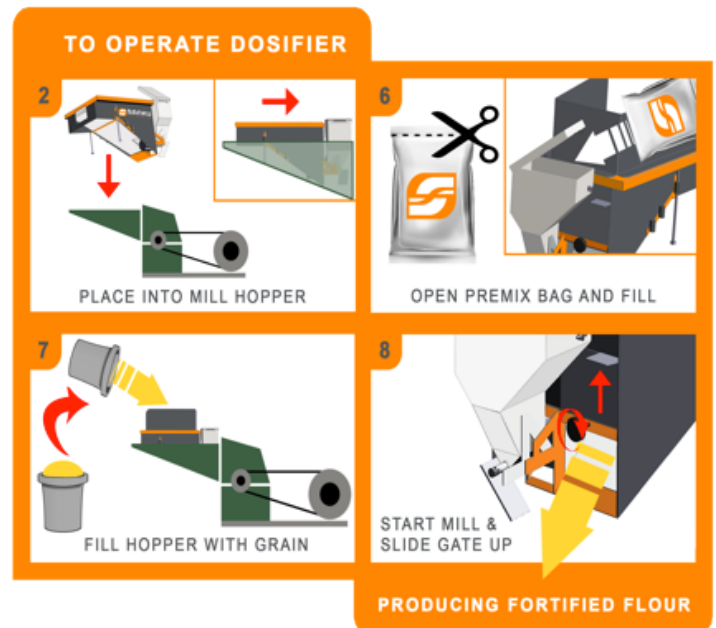 TO OPERATE DOSIFIER
2
PLACE INTO MILL HOPPER
6
OPEN PREMIX BAG AND FILL
7
FILL HOPPER WITH GRAIN
8
START MILL &
SLIDE GATE UP
PRODUCING FORTIFIED FLOUR